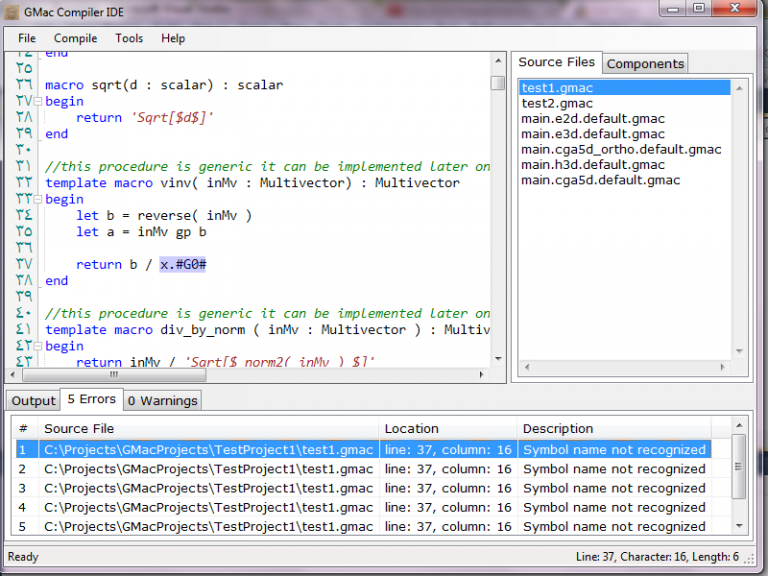 GMac Compiler IDE
File Compile Tools Help
٢٤ end
٢٥
٢٦ macro sqrt(d : scalar) : scalar
٢٧ begin
٢٨ return 'Sqrt[$d$]'
٢٩ end
٣٠
٣١ //this procedure is generic it can be implemented later on
٣٢ template macro vinv( inMv : Multivector) : Multivector
٣٣ begin
٣٤ let b = reverse( inMv )
٣٥ let a = inMv gp b
٣٦
٣٧ return b / x.#G0#
٣٨ end
٣٩
٤٠ //this procedure is generic it can be implemented later on
٤١ template macro div_by_norm ( inMv : Multivector ) : Multiv
٤٢ begin
٤٣ return inMv / 'Sqrt[$ norm2( inMv ) $]'
Source Files Components
test1.gmac
test2.gmac
main.e2d.default.gmac
main.e3d.default.gmac
main.cga5d_ortho.default.gmac
main.h3d.default.gmac
main.cga5d.default.gmac
Output 5 Errors 0 Warnings
# Source File Location Description
1 C:\Projects\GMacProjects\TestProject1\test1.gmac line: 37, column: 16 Symbol name not recognized
2 C:\Projects\GMacProjects\TestProject1\test1.gmac line: 37, column: 16 Symbol name not recognized
3 C:\Projects\GMacProjects\TestProject1\test1.gmac line: 37, column: 16 Symbol name not recognized
4 C:\Projects\GMacProjects\TestProject1\test1.gmac line: 37, column: 16 Symbol name not recognized
5 C:\Projects\GMacProjects\TestProject1\test1.gmac line: 37, column: 16 Symbol name not recognized
Ready Line: 37, Character: 16, Length: 6